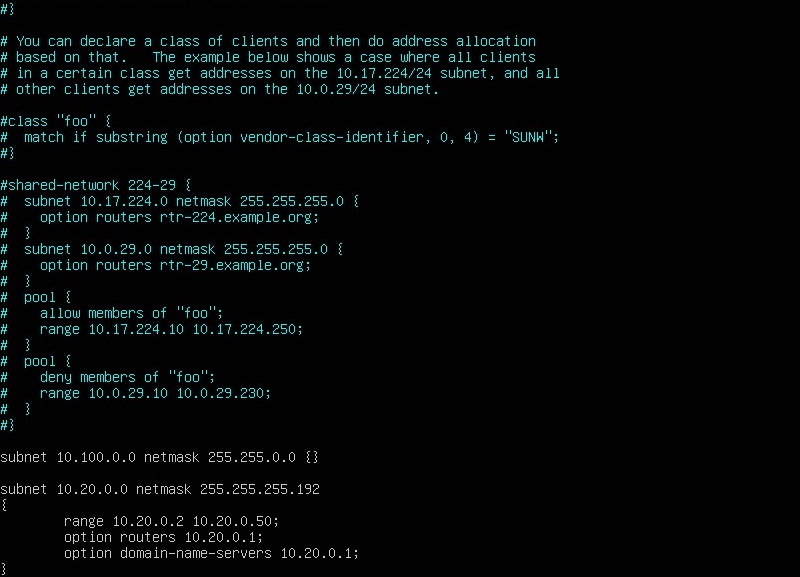 #}
# You can declare a class of clients and then do address allocation
# based on that.   The example below shows a case where all clients
# in a certain class get addresses on the 10.17.224/24 subnet, and all
# other clients get addresses on the 10.0.29/24 subnet.
#class "foo" {
#  match if substring (option vendor-class-identifier, 0, 4) = "SUNW";
#}
#shared-network 224-29 {
#  subnet 10.17.224.0 netmask 255.255.255.0 {
#    option routers rtr-224.example.org;
#  }
#  subnet 10.0.29.0 netmask 255.255.255.0 {
#    option routers rtr-29.example.org;
#  }
#  pool {
#    allow members of "foo";
#    range 10.17.224.10 10.17.224.250;
#  }
#  pool {
#    deny members of "foo";
#    range 10.0.29.10 10.0.29.230;
#  }
#}
subnet 10.100.0.0 netmask 255.255.0.0 {}
subnet 10.20.0.0 netmask 255.255.255.192
{
        range 10.20.0.2 10.20.0.50;
        option routers 10.20.0.1;
        option domain-name-servers 10.20.0.1;
}